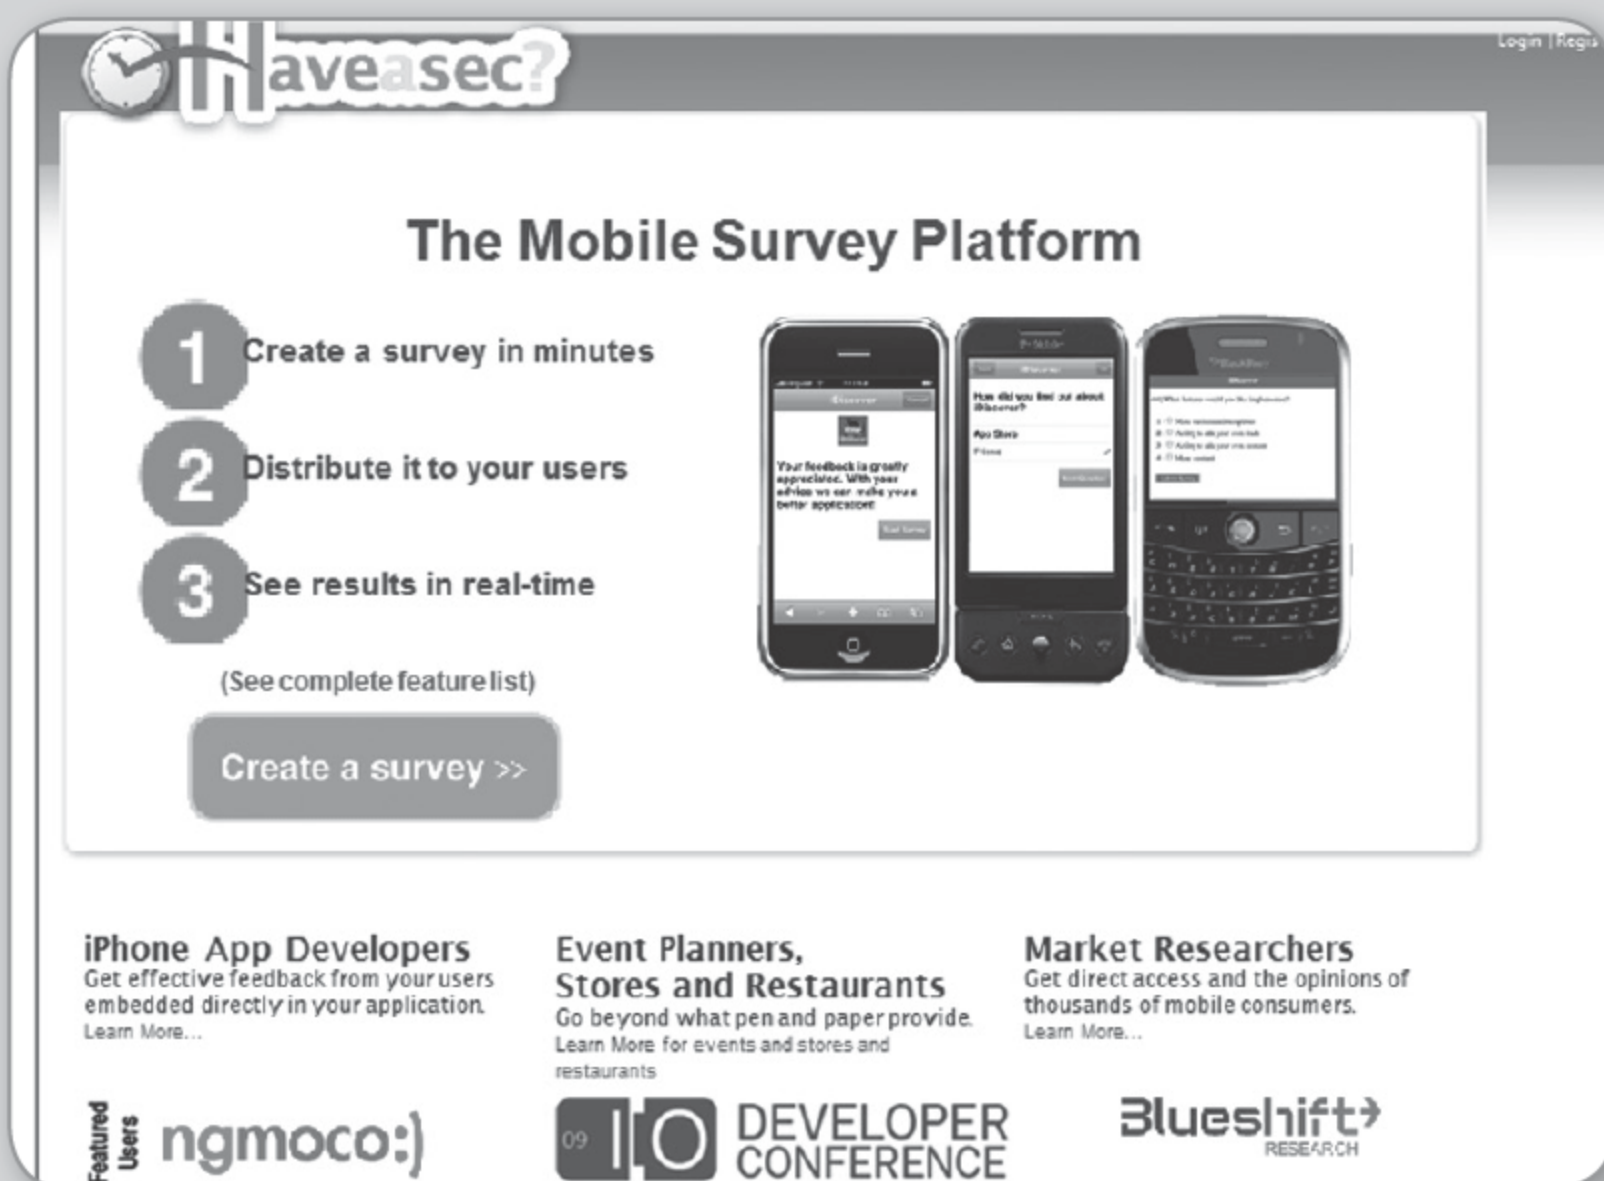 Haveasec?
Login | Regis
The Mobile Survey Platform
1 Create a survey in minutes
2 Distribute it to your users
3 See results in real-time
(See complete feature list)
Create a survey >>
Your feedback is greatly
appreciated. With your
advice we can make you a
better application!
How did you find out about
App Store
iPhone App Developers
Get effective feedback from your users
embedded directly in your application.
Learn More...
Event Planners,
Stores and Restaurants
Go beyond what pen and paper provide.
Learn More for events and stores and
restaurants
Market Researchers
Get direct access and the opinions of
thousands of mobile consumers.
Learn More...
Featured
Users
ngmoco:)
09 IO
DEVELOPER
CONFERENCE
Blueshift
RESEARCH